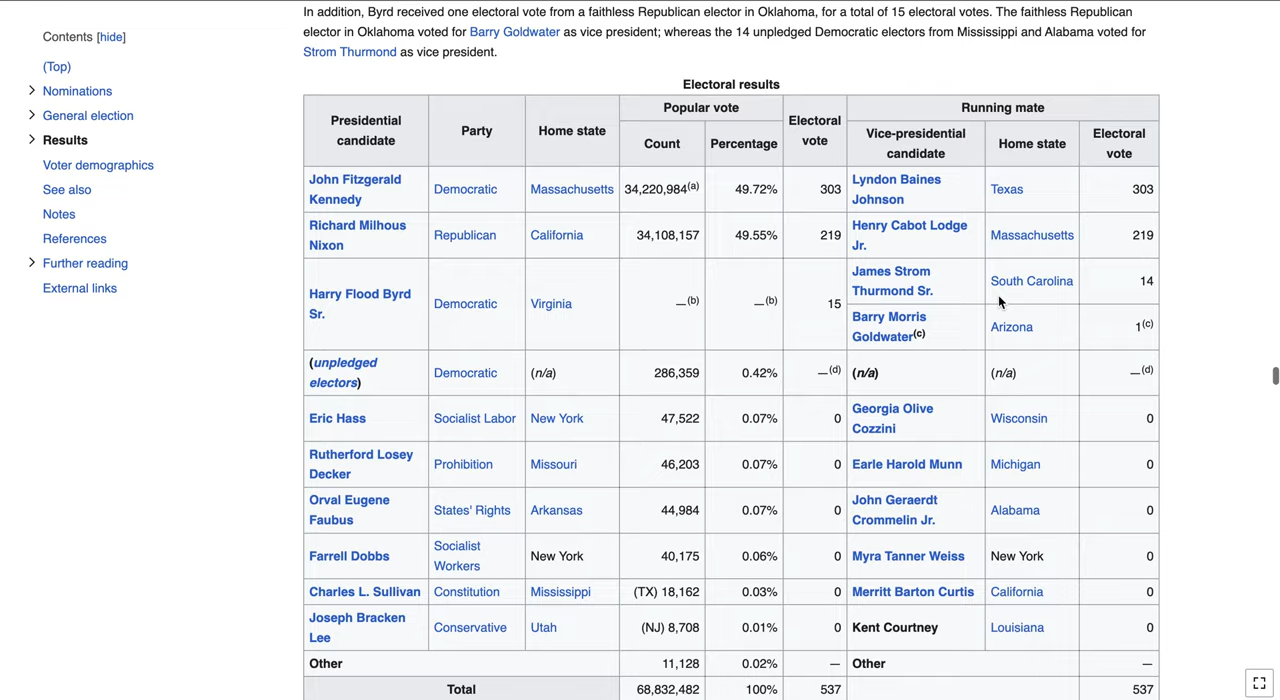 In addition, Byrd received one electoral vote from a faithless Republican elector in Oklahoma, for a total of 15 electoral votes. The faithless Republican
elector in Oklahoma voted for Barry Goldwater as vice president; whereas the 14 unpledged Democratic electors from Mississippi and Alabama voted for
Strom Thurmond as vice president.
Contents [hide]
(Top)
Nominations
General election
Results
Voter demographics
See also
Notes
References
Further reading
External links
Electoral results
Presidential candidate Party Home state Popular vote Electoral vote Running mate
Count Percentage Vice-presidential candidate Home state Electoral vote
John Fitzgerald Kennedy Democratic Massachusetts 34,220,984(a) 49.72% 303 Lyndon Baines Johnson Texas 303
Richard Milhous Nixon Republican California 34,108,157 49.55% 219 Henry Cabot Lodge Jr. Massachusetts 219
Harry Flood Byrd Sr. Democratic Virginia —(b) —(b) 15 James Strom Thurmond Sr. South Carolina 14
Barry Morris Goldwater(c) Arizona 1(c)
(unpledged electors) Democratic (n/a) 286,359 0.42% —(d) (n/a) (n/a) —(d)
Eric Hass Socialist Labor New York 47,522 0.07% 0 Georgia Olive Cozzini Wisconsin 0
Rutherford Losey Decker Prohibition Missouri 46,203 0.07% 0 Earle Harold Munn Michigan 0
Orval Eugene Faubus States' Rights Arkansas 44,984 0.07% 0 John Geraerdt Crommelin Jr. Alabama 0
Farrell Dobbs Socialist Workers New York 40,175 0.06% 0 Myra Tanner Weiss New York 0
Charles L. Sullivan Constitution Mississippi (TX) 18,162 0.03% 0 Merritt Barton Curtis California 0
Joseph Bracken Lee Conservative Utah (NJ) 8,708 0.01% 0 Kent Courtney Louisiana 0
Other 11,128 0.02% — Other —
Total 68,832,482 100% 537 537